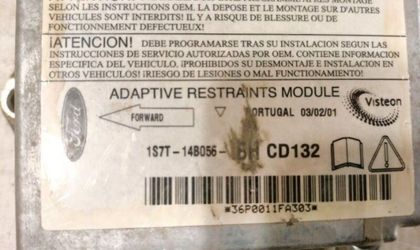 SELON LES INSTRUCTIONS OEM. LA DEPOSE ET LE MONTAGE SUR D'AUTRES
VEHICULES SONT INTERDITS! IL Y A RISQUE DE BLESSURE OU DE
FONCTIONNEMENT DEFECTUEUX!
¡ATENCION! DEBE PROGRAMARSE TRAS SU INSTALACION SEGUN LAS
INSTRUCCIONES DE SERVICIO AUTORIZADAS POR OEM. CONTIENE INFORMACION
ESPECIFICA DEL VEHICULO. ¡PROHIBIDOS SU DESMONTAJE E INSTALACION EN
OTROS VEHICULOS! ¡RIESGO DE LESIONES O MAL FUNCIONAMIENTO!
ADAPTIVE RESTRAINTS MODULE
Ford
FORWARD
PORTUGAL 03/02/01
Visteon
1S7T-14B056-BH CD132
*36P0011FA303*